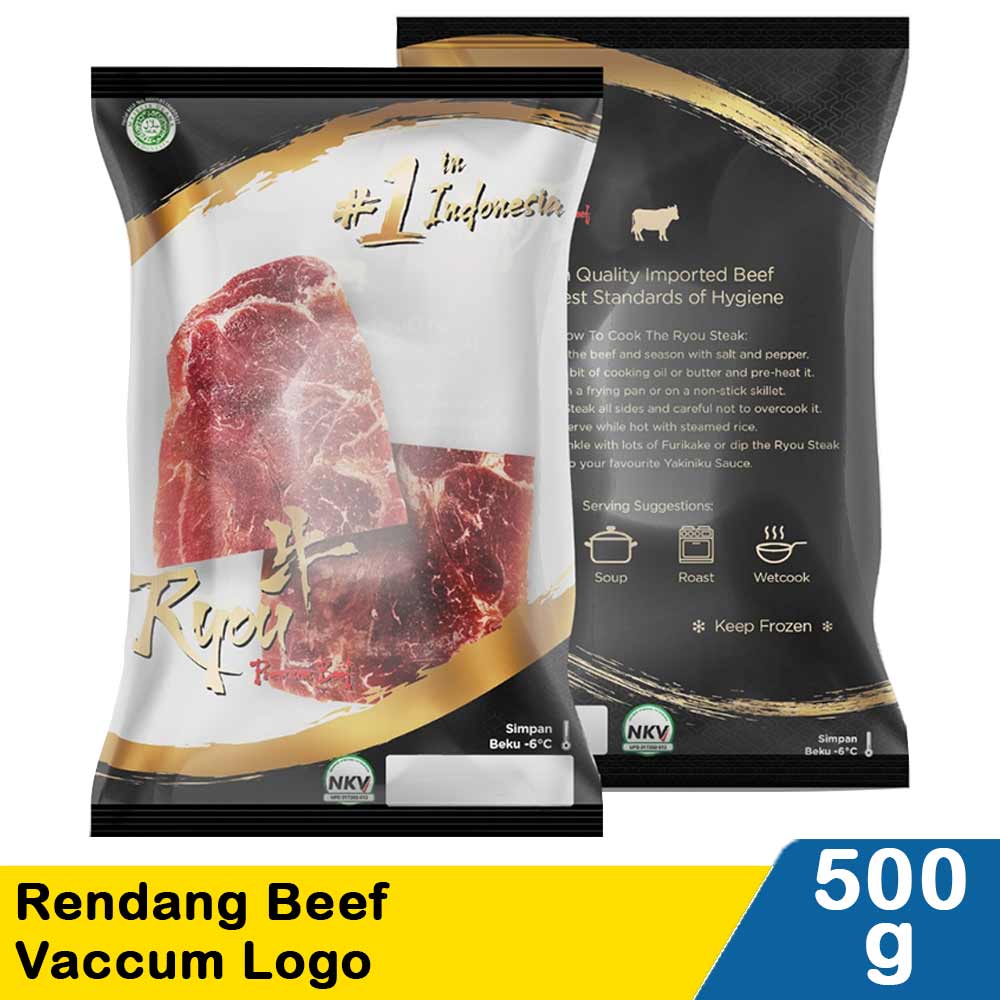 #1 in
Indonesia
牛
Ryou
Premium Beef
Simpan
Beku -6°C
NKV
eef
Quality Imported Beef
est Standards of Hygiene
ow To Cook The Ryou Steak:
the beef and season with salt and pepper.
bit of cooking oil or butter and pre-heat it.
n a frying pan or on a non-stick skillet.
Steak all sides and careful not to overcook it.
erve while hot with steamed rice.
nkle with lots of Furikake or dip the Ryou Steak
o your favourite Yakiniku Sauce.
Serving Suggestions:
Soup Roast Wetcook
Keep Frozen
NKV
Simpan
Beku -6°C
Rendang Beef
Vaccum Logo
500
g